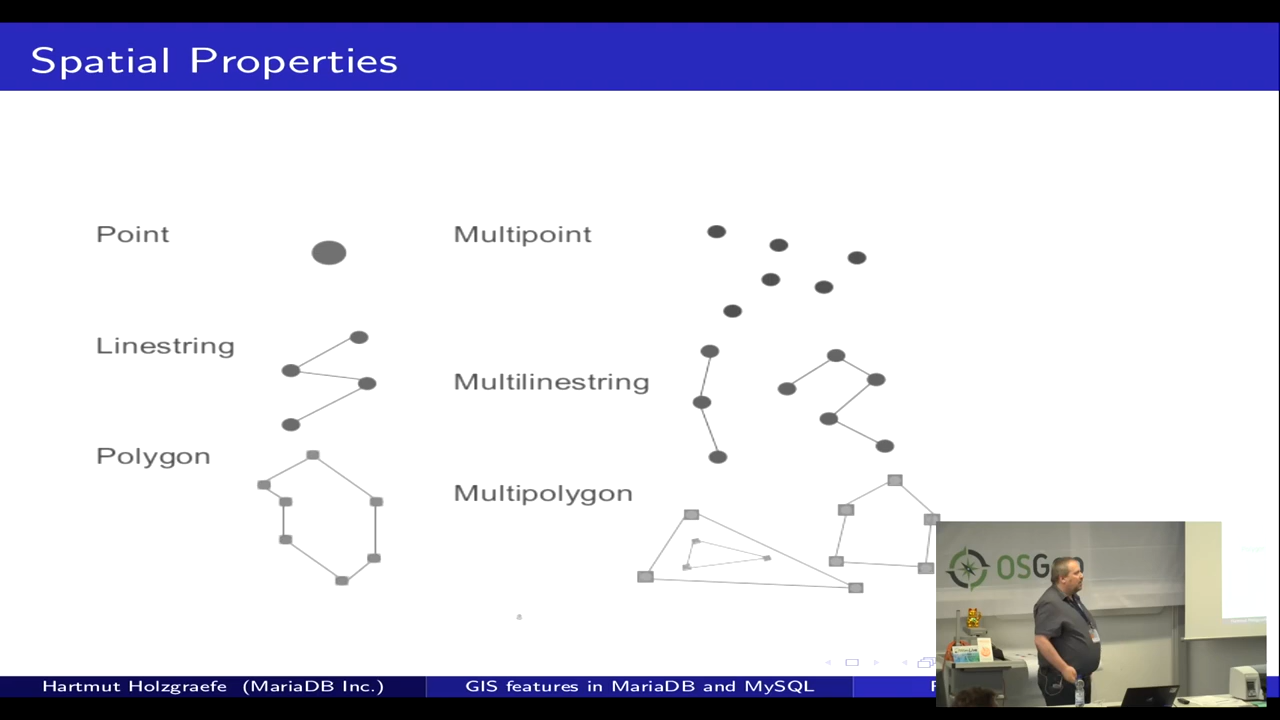 Spatial Properties
Point
Multipoint
Linestring
Multilinestring
Polygon
Multipolygon
8
OSG
Hartmut Holzgraefe (MariaDB Inc.)
GIS features in MariaDB and MySQL
F